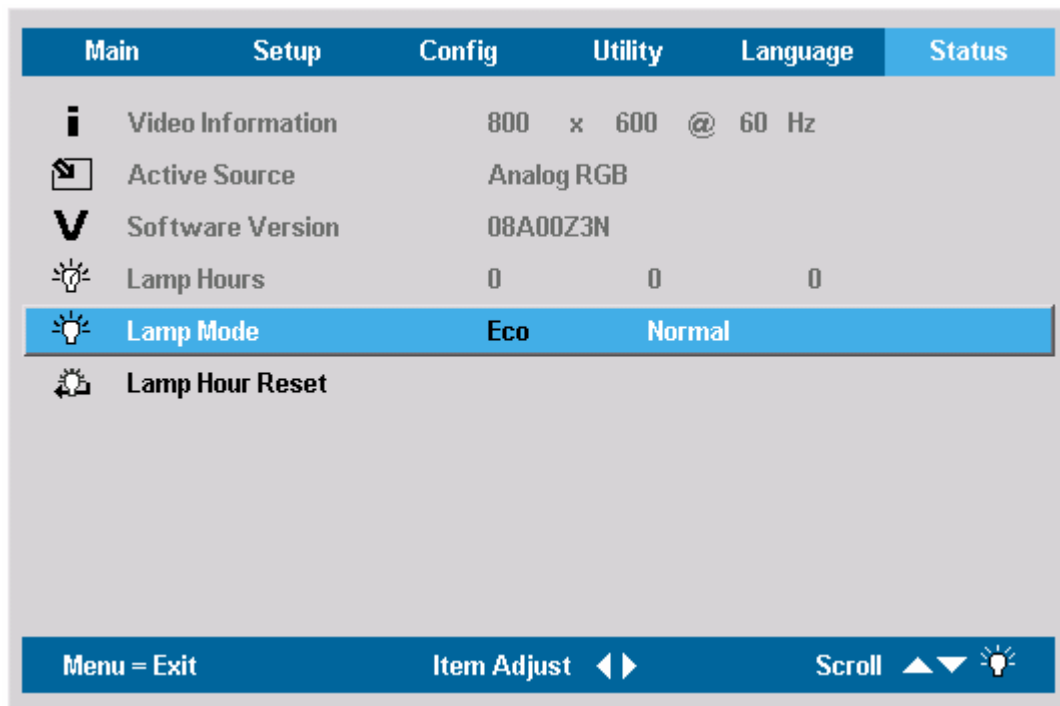 Main Setup Config Utility Language Status
i Video Information 800 x 600 @ 60 Hz
Active Source Analog RGB
V Software Version 08A00Z3N
Lamp Hours 0 0 0
Lamp Mode Eco Normal
Lamp Hour Reset
Menu = Exit Item Adjust Scroll